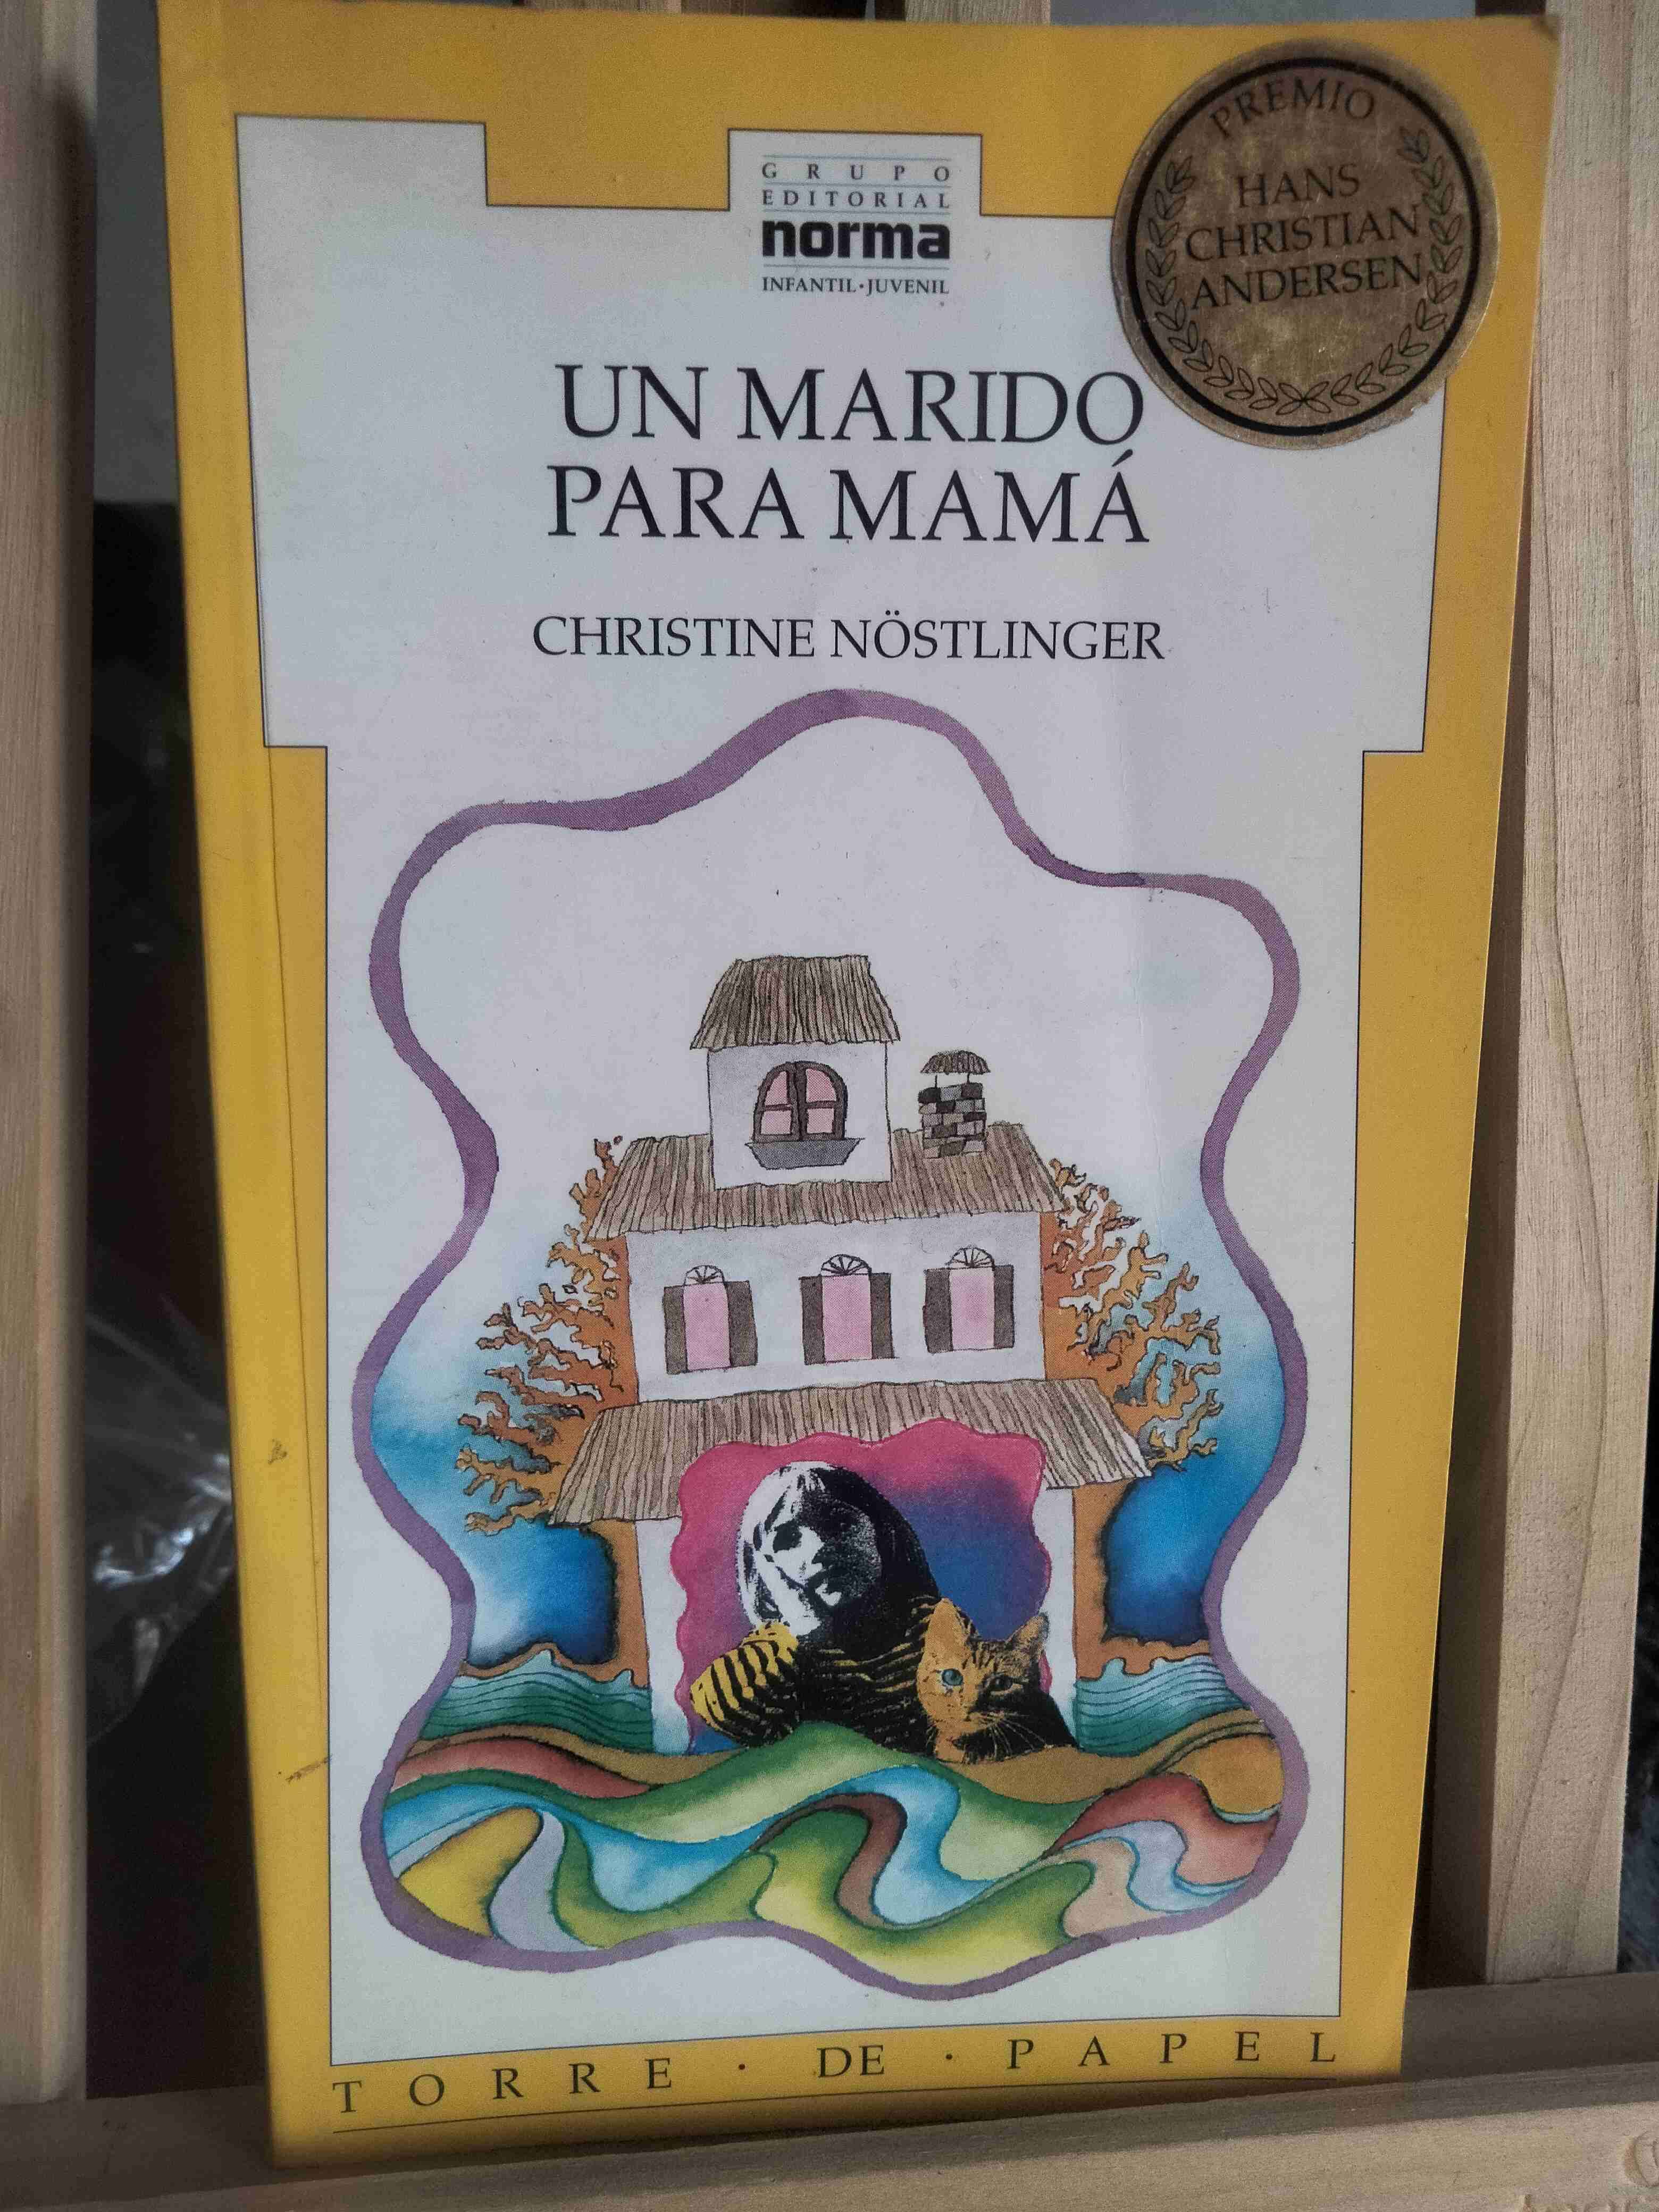 GRUPO
EDITORIAL
norma
INFANTIL·JUVENIL
PREMIO
HANS
CHRISTIAN
ANDERSEN
UN MARIDO
PARA MAMÁ
CHRISTINE NÖSTLINGER
TORRE · DE · PAPEL